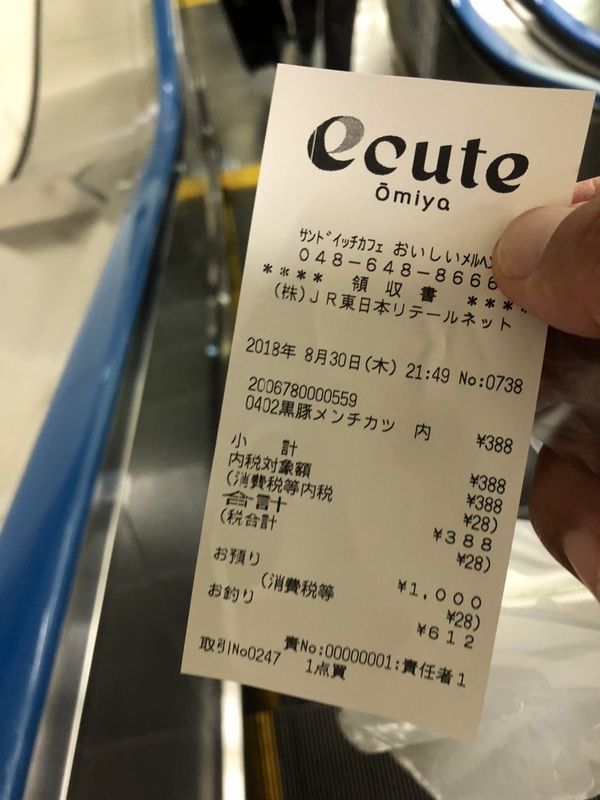 ecute
Ōmiya
サンドイッチカフェ おいしいメルヘン
048-648-8666
**** 領収書 ****
(株)JR東日本リテールネット
2018年 8月30日(木) 21:49 No:0738
2006780000559
0402黒豚メンチカツ 内 ¥388
小 計 ¥388
内税対象額 ¥388
(消費税等内税 ¥28)
合計 ¥388
(税合計 ¥28)
お預り ¥1,000
(消費税等 ¥28)
お釣り ¥612
責No:00000001:責任者1
取引No0247 1点買